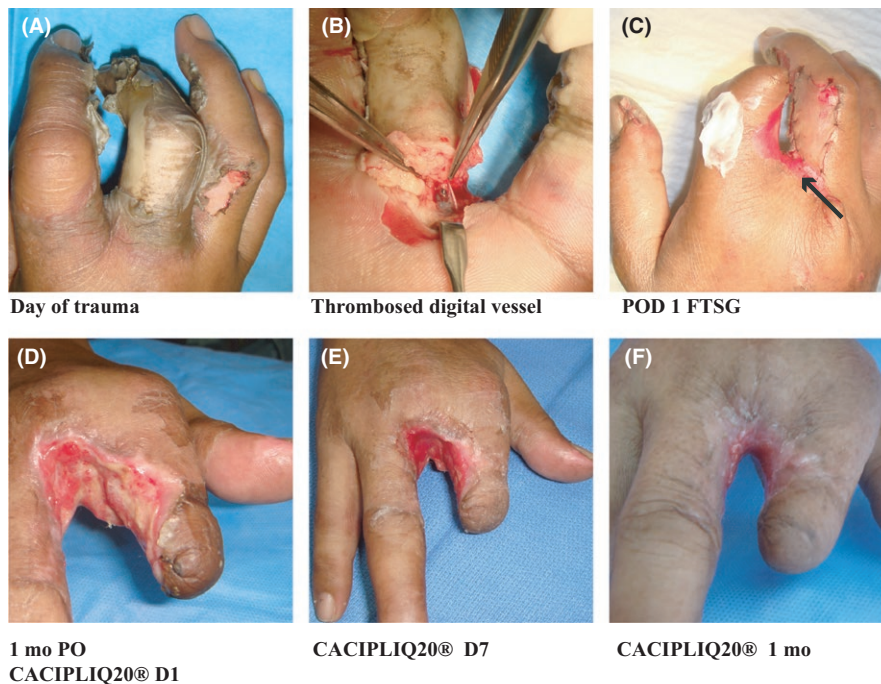 (A)
(B)
(C)
Day of trauma
Thrombosed digital vessel
POD 1 FTSG
(D)
(E)
(F)
1 mo PO
CACIPLIQ20® D1
CACIPLIQ20® D7
CACIPLIQ20® 1 mo